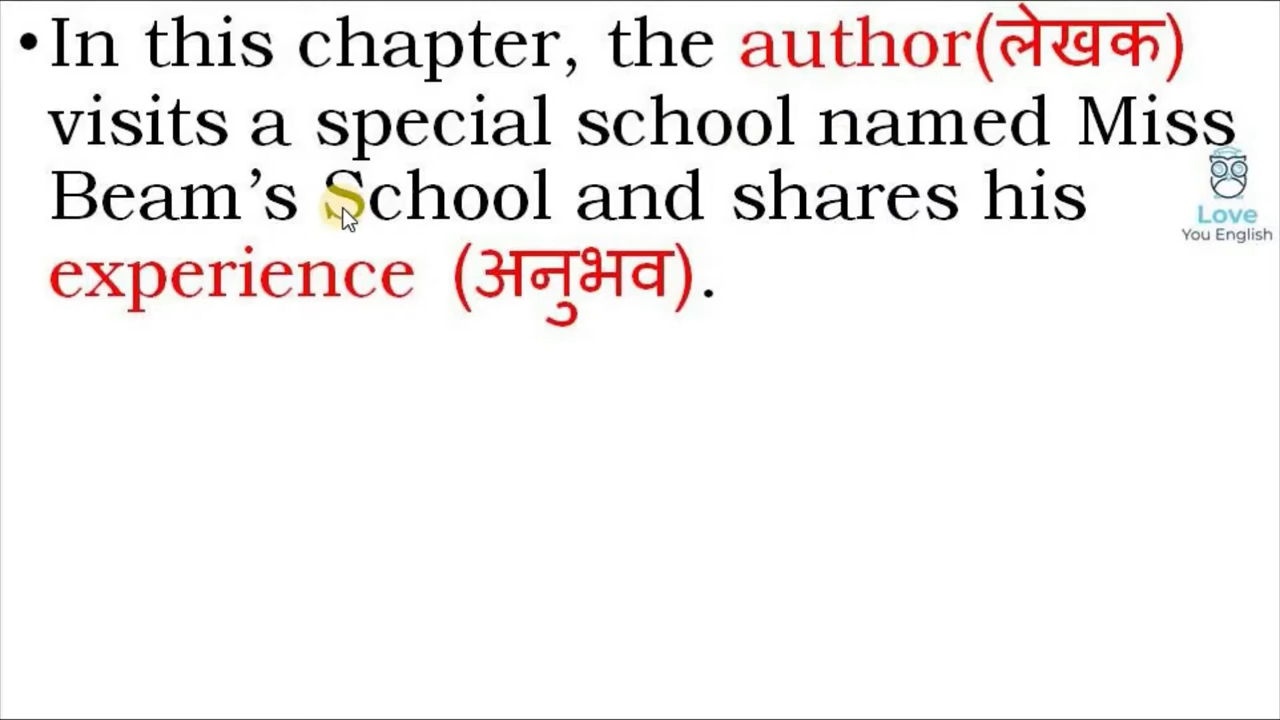 •In this chapter, the author(लेखक)
visits a special school named Miss
Beam’s School and shares his
experience (अनुभव).
Love
You English